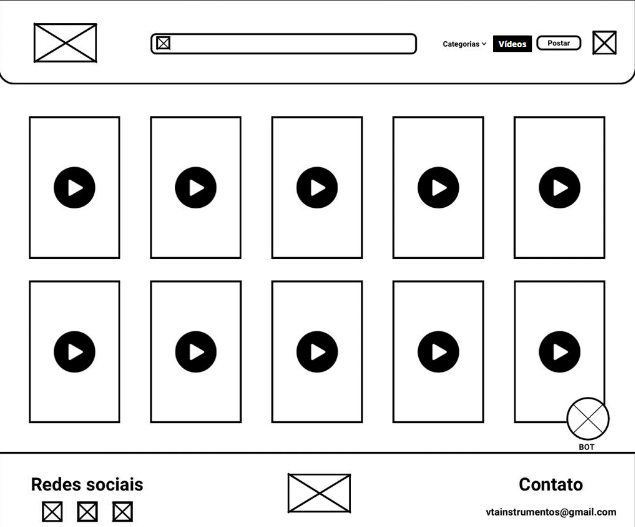 Categorias
Vídeos
Postar
BOT
Redes sociais
Contato
vtainstrumentos@gmail.com